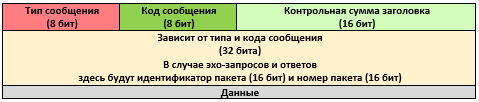 Тип сообщения
(8 бит)
Код сообщения
(8 бит)
Контрольная сумма заголовка
(16 бит)
Зависит от типа и кода сообщения
(32 бита)
В случае эхо-запросов и ответов
здесь будут идентификатор пакета (16 бит) и номер пакета (16 бит)
Данные